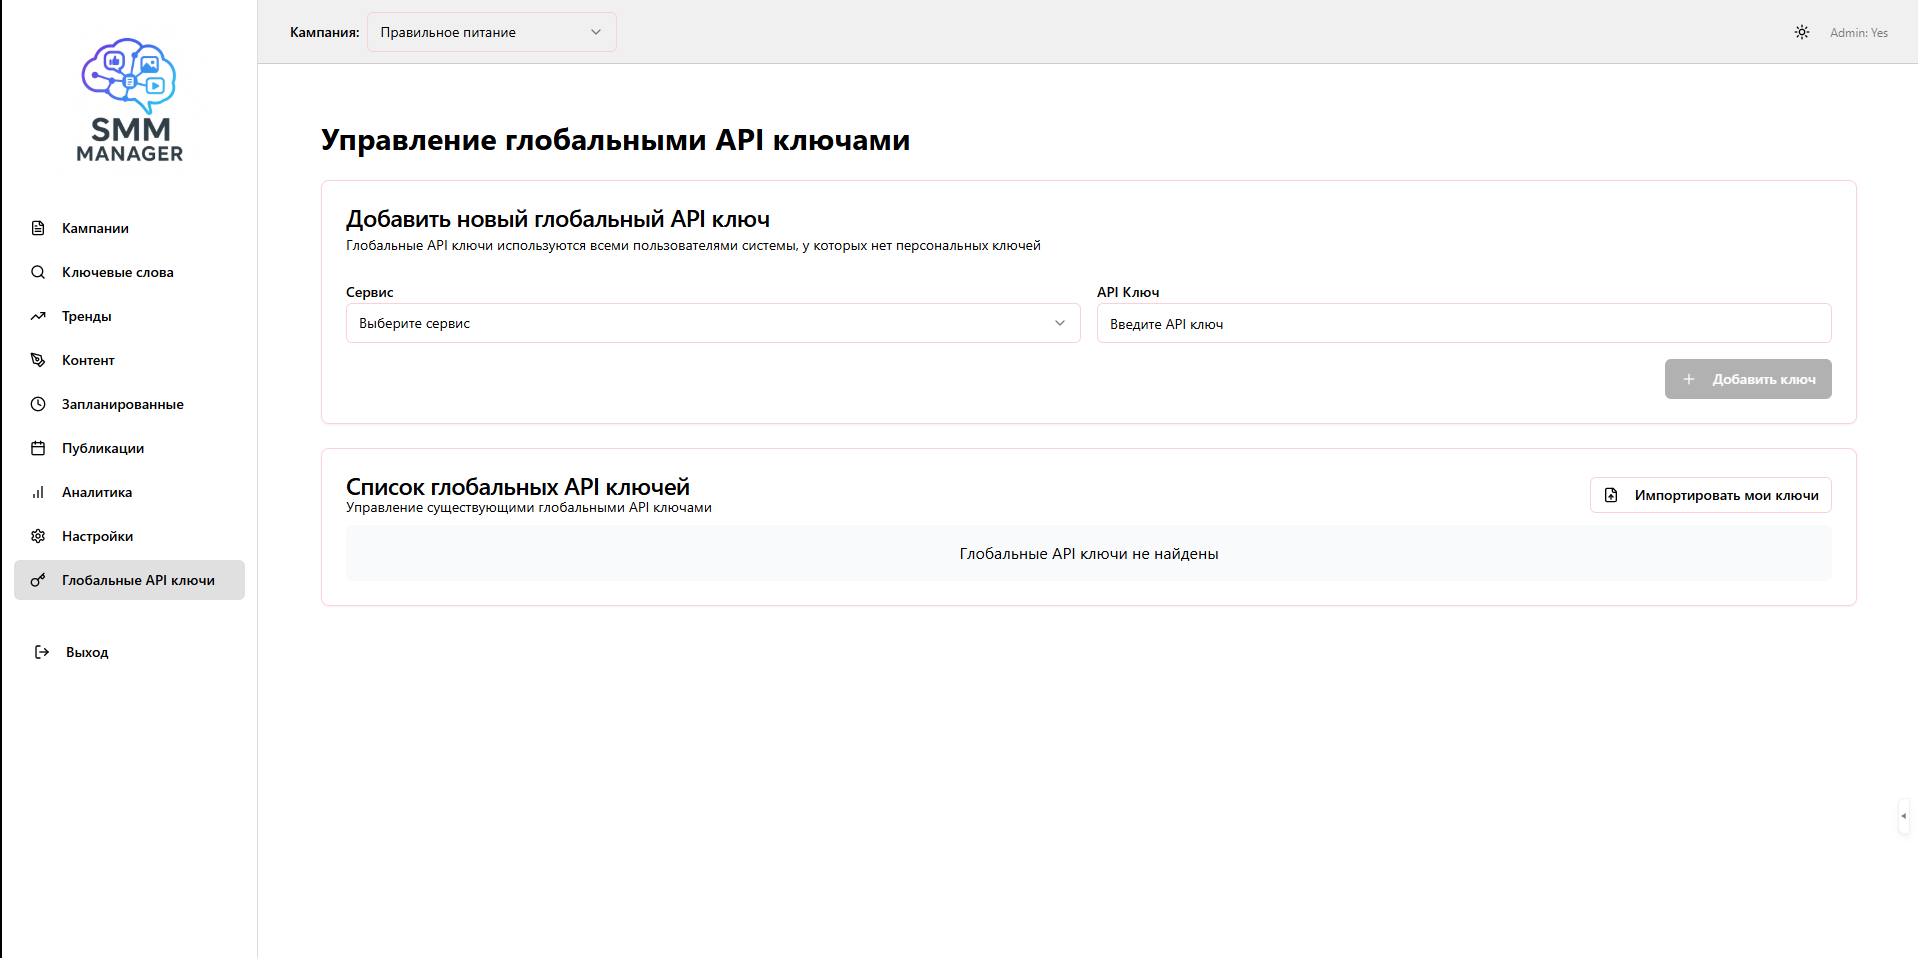 SMM
MANAGER
Кампании
Ключевые слова
Тренды
Контент
Запланированные
Публикации
Аналитика
Настройки
Глобальные API ключи
Выход
Кампания: Правильное питание
Admin: Yes
Управление глобальными API ключами
Добавить новый глобальный API ключ
Глобальные API ключи используются всеми пользователями системы, у которых нет персональных ключей
Сервис
Выберите сервис
API Ключ
Введите API ключ
Добавить ключ
Список глобальных API ключей
Управление существующими глобальными API ключами
Импортировать мои ключи
Глобальные API ключи не найдены